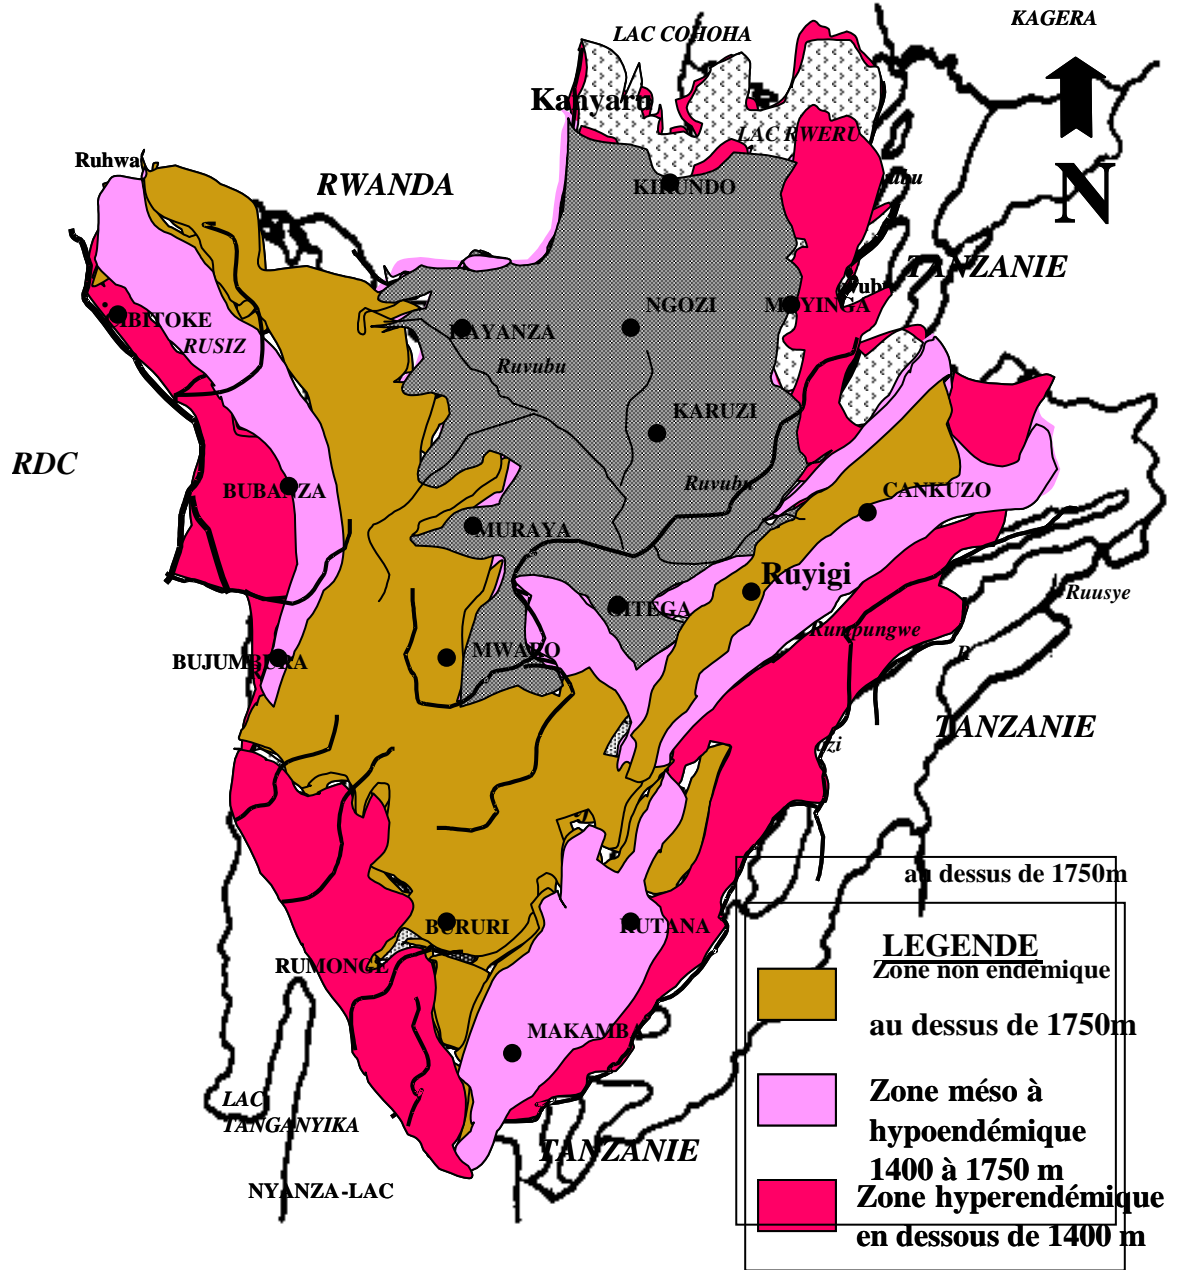 KAGERA
LAC COHOHA
Kanyaru
LAC RWERU
Ruhwa
RWANDA
KIRUNDO
TANZANIE
NGOZI
MUYINGA
KAYANZA
RUSIZ
Ruvubu
KARUZI
RDC
BUBANZA
Ruvubu
CANKUZO
MURAYA
Ruyigi
GITEGA
Ruusye
Rumpungwe
MWARO
BUJUMBURA
TANZANIE
au dessus de 1750m
BURURI
RUTANA
RUMONGE
LEGENDE
Zone non endémique
au dessus de 1750m
MAKAMBA
Zone méso à
hypoendémique
1400 à 1750 m
LAC
TANGANYIKA
TANZANIE
NYANZA-LAC
Zone hyperendémique
en dessous de 1400 m
N